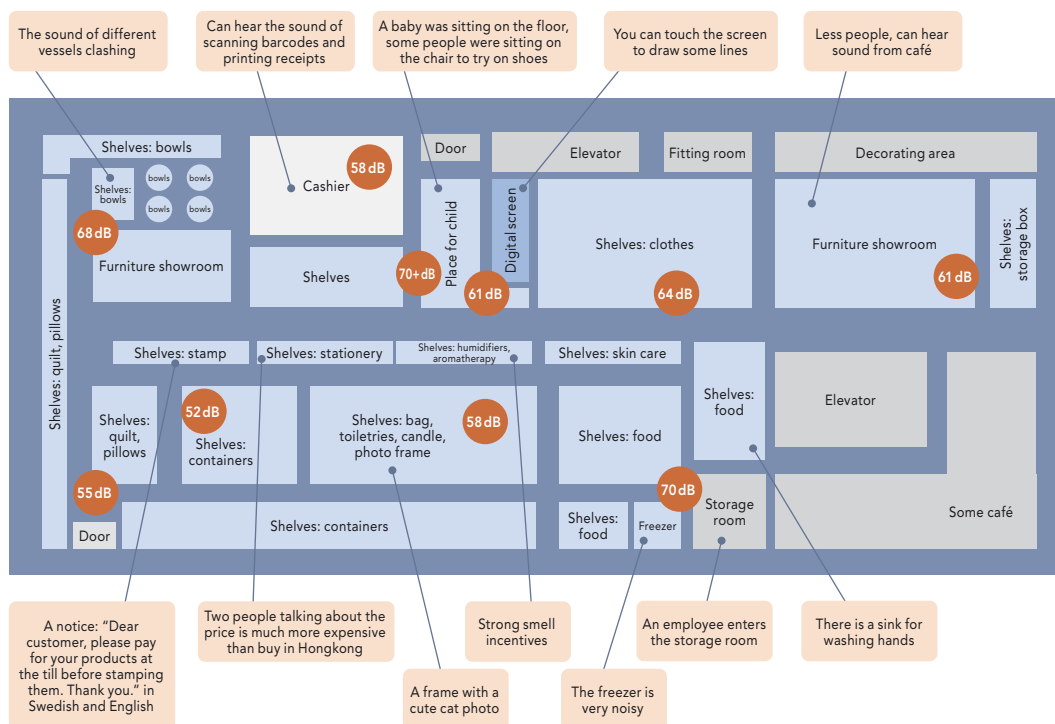 The sound of different
vessels clashing
Can hear the sound of
scanning barcodes and
printing receipts
A baby was sitting on the floor,
some people were sitting on
the chair to try on shoes
You can touch the screen
to draw some lines
Less people, can hear
sound from café
Shelves: bowls
Shelves:
bowls
bowls
bowls
bowls
bowls
68 dB
Furniture showroom
Shelves: quilt, pillows
58 dB
Cashier
Shelves
Door
Place for child
70+dB
Elevator
Digital screen
61 dB
Fitting room
Shelves: clothes
64 dB
Decorating area
Furniture showroom
61 dB
Shelves:
storage box
Shelves: stamp
Shelves: stationery
Shelves: humidifiers,
aromatherapy
Shelves: skin care
Shelves:
quilt,
pillows
55 dB
Door
52 dB
Shelves:
containers
Shelves: bag,
toiletries, candle,
photo frame
58 dB
Shelves: food
Shelves:
food
Elevator
Shelves: containers
Shelves:
food
Freezer
70 dB
Storage
room
Some café
A notice: “Dear
customer, please pay
for your products at
the till before stamping
them. Thank you.” in
Swedish and English
Two people talking about the
price is much more expensive
than buy in Hongkong
A frame with a
cute cat photo
Strong smell
incentives
The freezer is
very noisy
An employee enters
the storage room
There is a sink for
washing hands